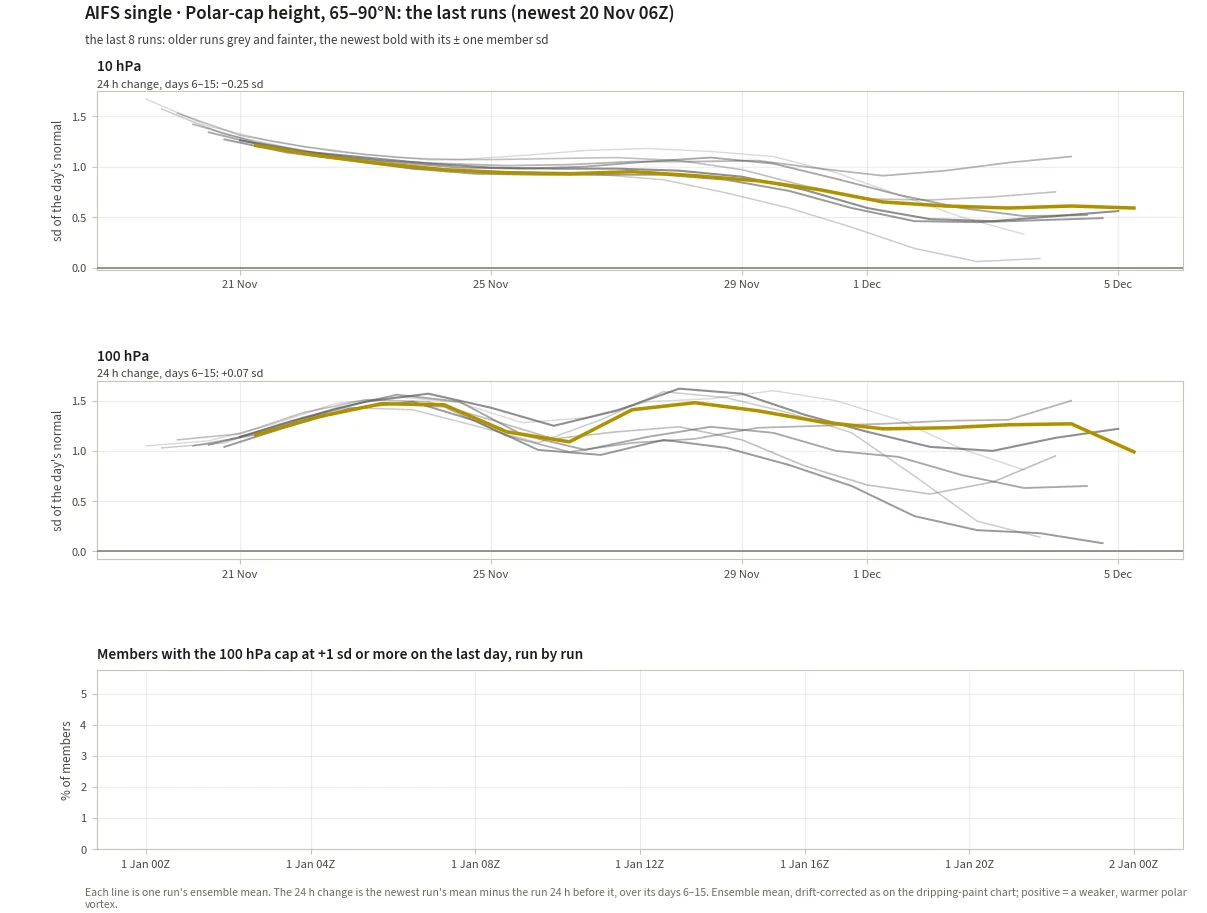 AIFS single · Polar-cap height, 65–90°N: the last runs (newest 20 Nov 06Z)
the last 8 runs: older runs grey and fainter, the newest bold with its ± one member sd
10 hPa
24 h change, days 6–15: −0.25 sd
sd of the day's normal
1.5
1.0
0.5
0.0
21 Nov
25 Nov
29 Nov
1 Dec
5 Dec
100 hPa
24 h change, days 6–15: +0.07 sd
sd of the day's normal
1.5
1.0
0.5
0.0
21 Nov
25 Nov
29 Nov
1 Dec
5 Dec
Members with the 100 hPa cap at +1 sd or more on the last day, run by run
% of members
5
4
3
2
1
0
1 Jan 00Z
1 Jan 04Z
1 Jan 08Z
1 Jan 12Z
1 Jan 16Z
1 Jan 20Z
2 Jan 00Z
Each line is one run's ensemble mean. The 24 h change is the newest run's mean minus the run 24 h before it, over its days 6–15. Ensemble mean, drift-corrected as on the dripping-paint chart; positive = a weaker, warmer polar
vortex.